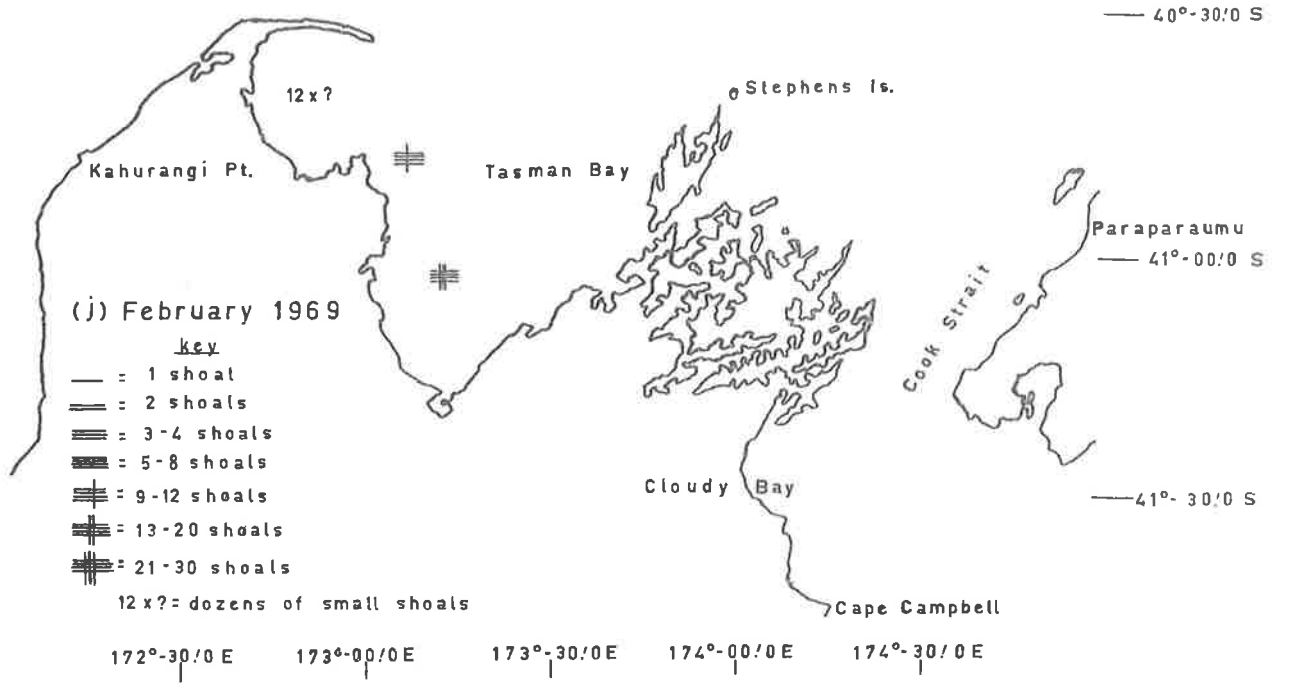 40°-30!0 S
Stephens Is.
12 x ?
Kahurangi Pt.
Tasman Bay
Paraparaumu
41°-00!0 S
Cook Strait
(j) February 1969
key
= 1 shoal
= 2 shoals
= 3-4 shoals
= 5-8 shoals
= 9-12 shoals
= 13-20 shoals
= 21-30 shoals
12 x ? = dozens of small shoals
Cloudy Bay
41°-30!0 S
Cape Campbell
172°-30!0 E
173°-00!0 E
173°-30!0 E
174°-00!0 E
174°-30!0 E